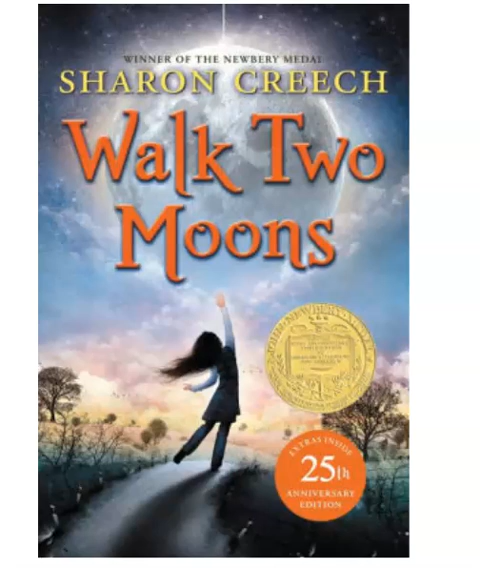 WINNER OF THE NEWBERY MEDAL
SHARON CREECH
Walk Two
Moons
EXTRAS INSIDE
25th
ANNIVERSARY
EDITION